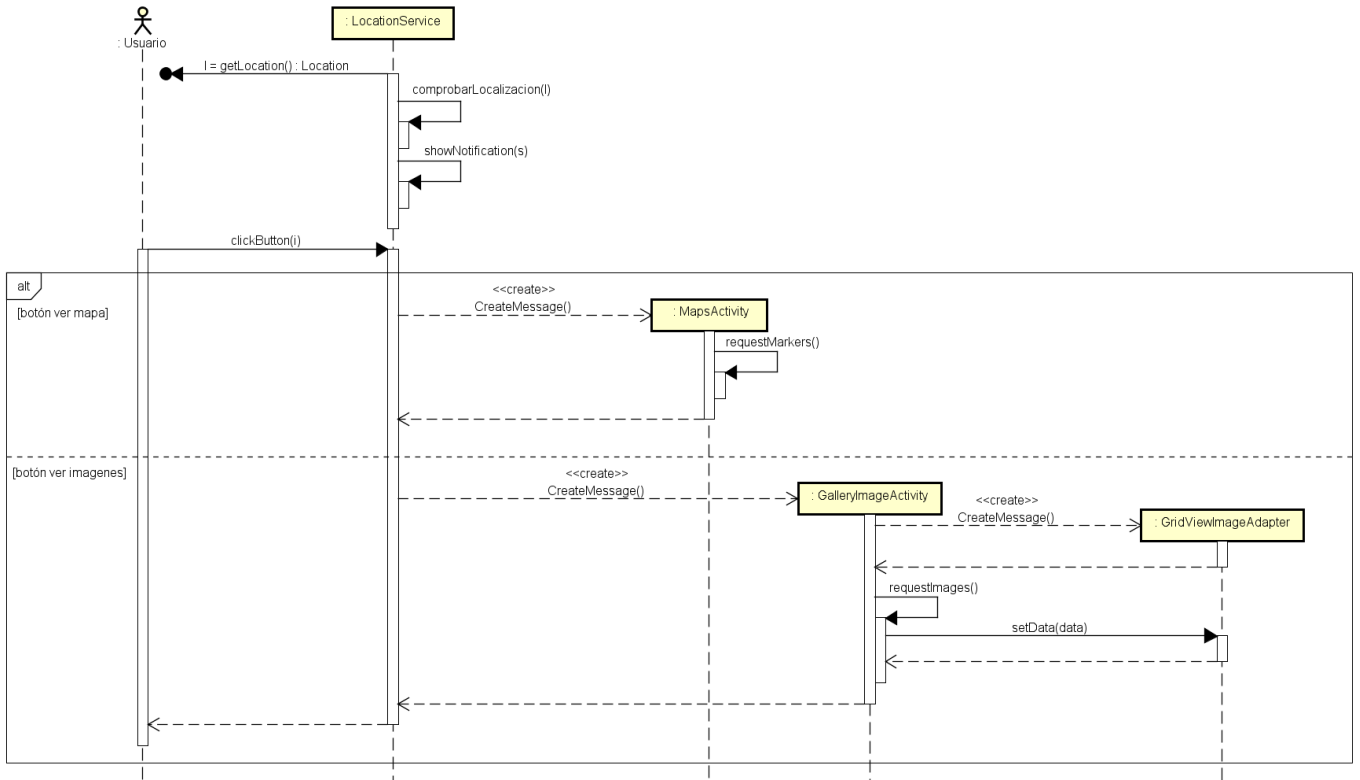 : Usuario
: LocationService
l = getLocation() : Location
comprobarLocalizacion(l)
showNotification(s)
clickButton(i)
alt
[botón ver mapa]
<<create>>
CreateMessage()
: MapsActivity
requestMarkers()
[botón ver imagenes]
<<create>>
CreateMessage()
: GalleryImageActivity
<<create>>
CreateMessage()
: GridViewImageAdapter
requestImages()
setData(data)